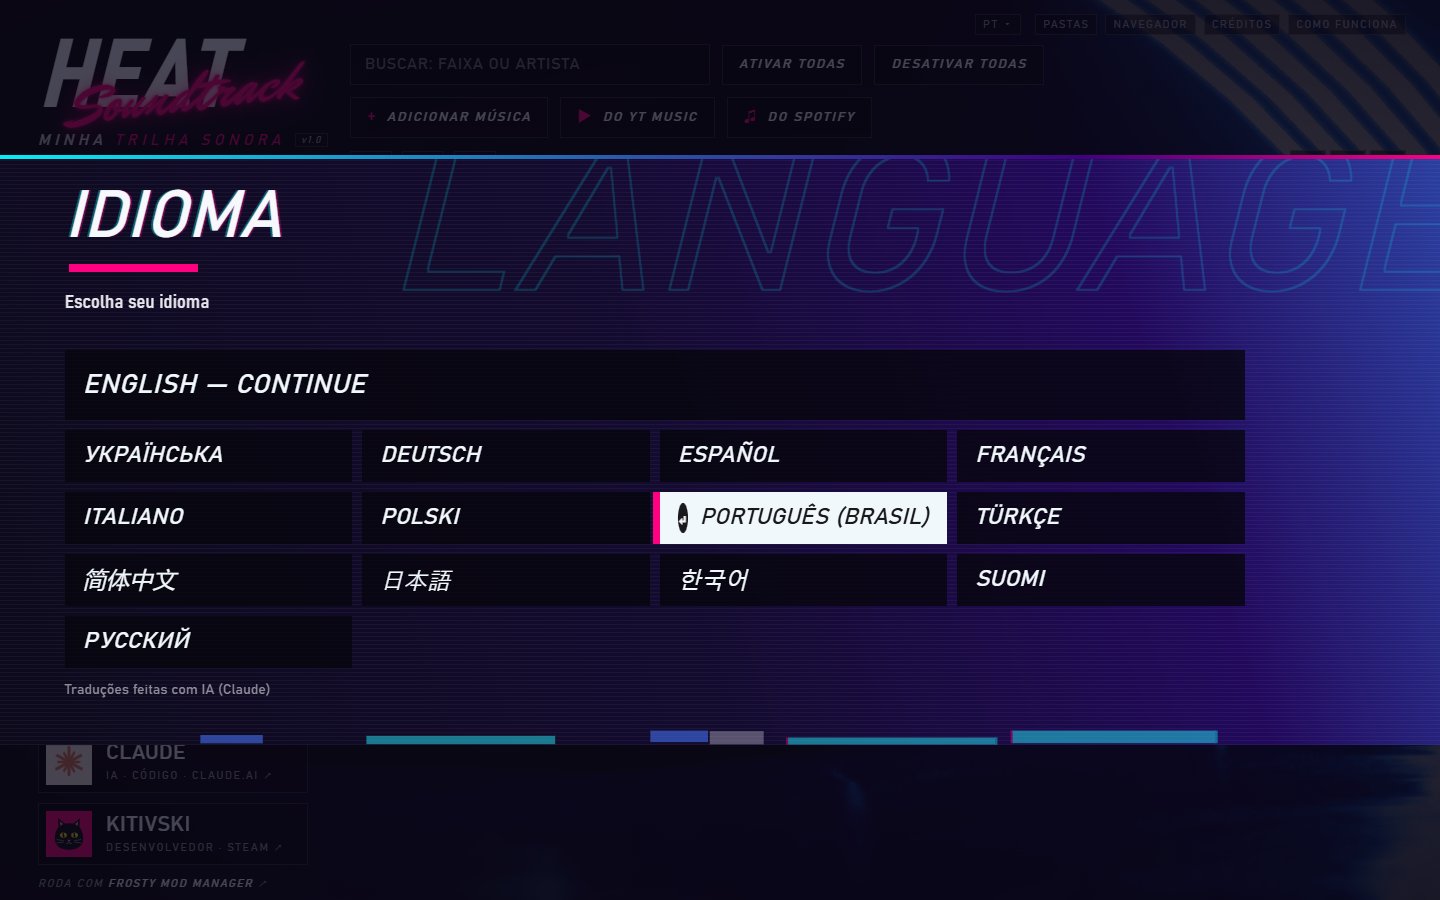 HEAT
Soundtrack
MINHA TRILHA SONORA v1.0
PT
PASTAS
NAVEGADOR
CRÉDITOS
COMO FUNCIONA
BUSCAR: FAIXA OU ARTISTA
ATIVAR TODAS
DESATIVAR TODAS
+ ADICIONAR MÚSICA
DO YT MUSIC
DO SPOTIFY
LANGUAGE
IDIOMA
Escolha seu idioma
ENGLISH — CONTINUE
УКРАЇНСЬКА
DEUTSCH
ESPAÑOL
FRANÇAIS
ITALIANO
POLSKI
PORTUGUÊS (BRASIL)
TÜRKÇE
简体中文
日本語
한국어
SUOMI
РУССКИЙ
Traduções feitas com IA (Claude)
CLAUDE
IA · CÓDIGO · CLAUDE.AI ↗
KITIVSKI
DESENVOLVEDOR · STEAM ↗
RODA COM FROSTY MOD MANAGER ↗